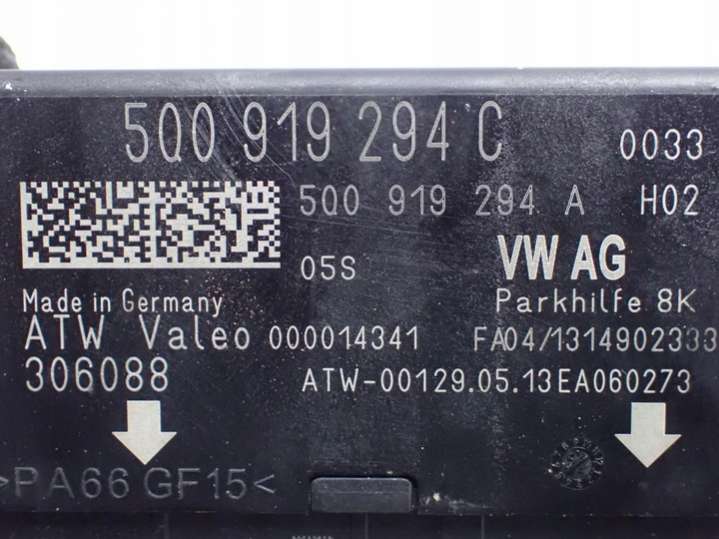 5Q0 919 294 C 0033
5Q0 919 294 A H02
05S VW AG
Made in Germany Parkhilfe 8K
ATW Valeo 000014341 FA04/1314902333
306088 ATW-00129.05.13EA060273
>PA66 GF15<